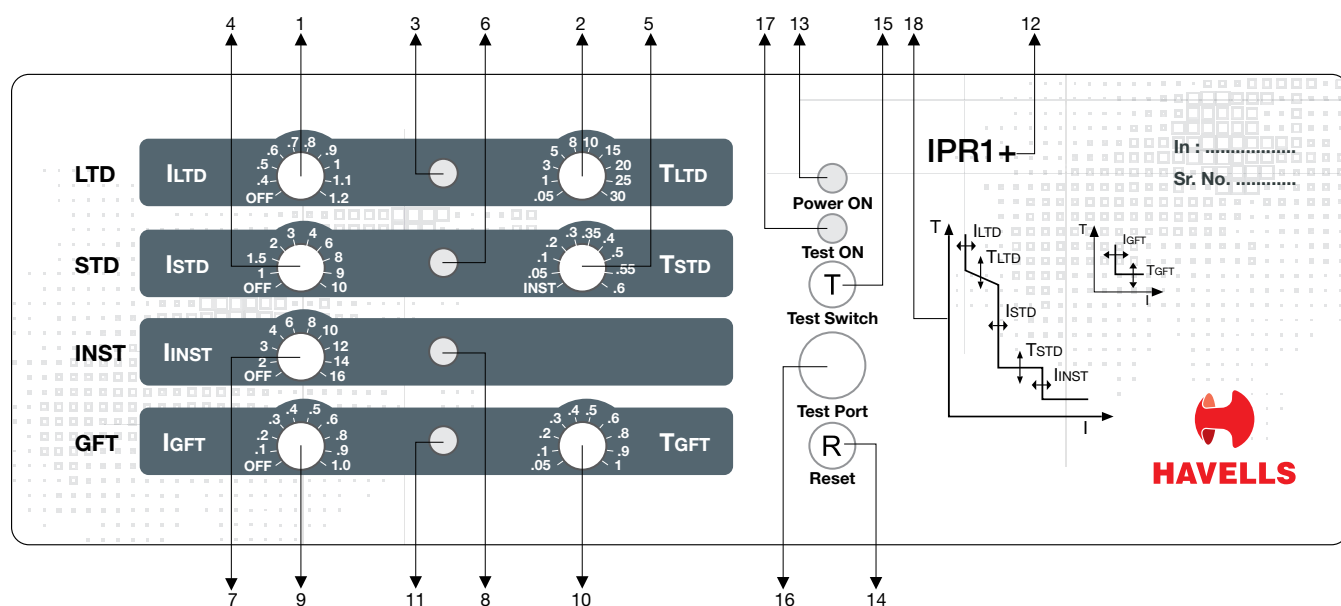 4 1 3 6 2 5 17 13 15 18 12
LTD ILTD OFF .4 .5 .6 .7 .8 .9 1 1.1 1.2
.05 1 3 5 8 10 15 20 25 30 TLTD
STD ISTD OFF 1 1.5 2 3 4 6 8 9 10
INST .05 .1 .2 .3 .35 .4 .5 .55 .6 TSTD
INST IINST OFF 2 3 4 6 8 10 12 14 16
GFT IGFT OFF .1 .2 .3 .4 .5 .6 .8 .9 1.0
.05 .1 .2 .3 .4 .5 .6 .8 .9 1 TGFT
Power ON
Test ON
T
Test Switch
Test Port
R
Reset
IPR1+
In : ..................
Sr. No. ............
T
ILTD
TLTD
ISTD
TSTD
IINST
I
T
IGFT
TGFT
I
HAVELLS
7 9 11 8 10 16 14